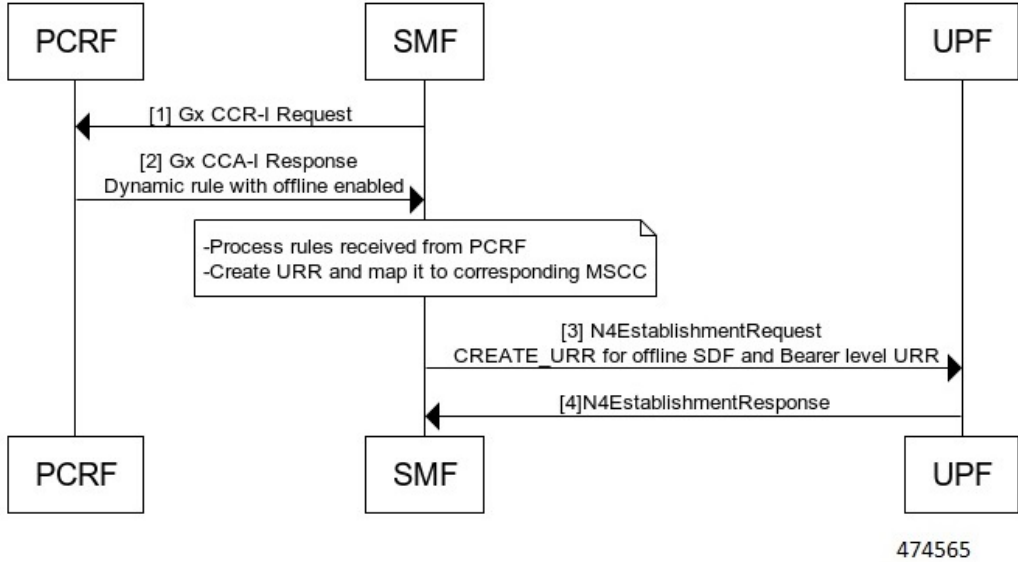 PCRF
SMF
UPF
[1] Gx CCR-I Request
[2] Gx CCA-I Response
Dynamic rule with offline enabled
-Process rules received from PCRF
-Create URR and map it to corresponding MSCC
[3] N4EstablishmentRequest
CREATE_URR for offline SDF and Bearer level URR
[4]N4EstablishmentResponse
PCRF
SMF
UPF
474565